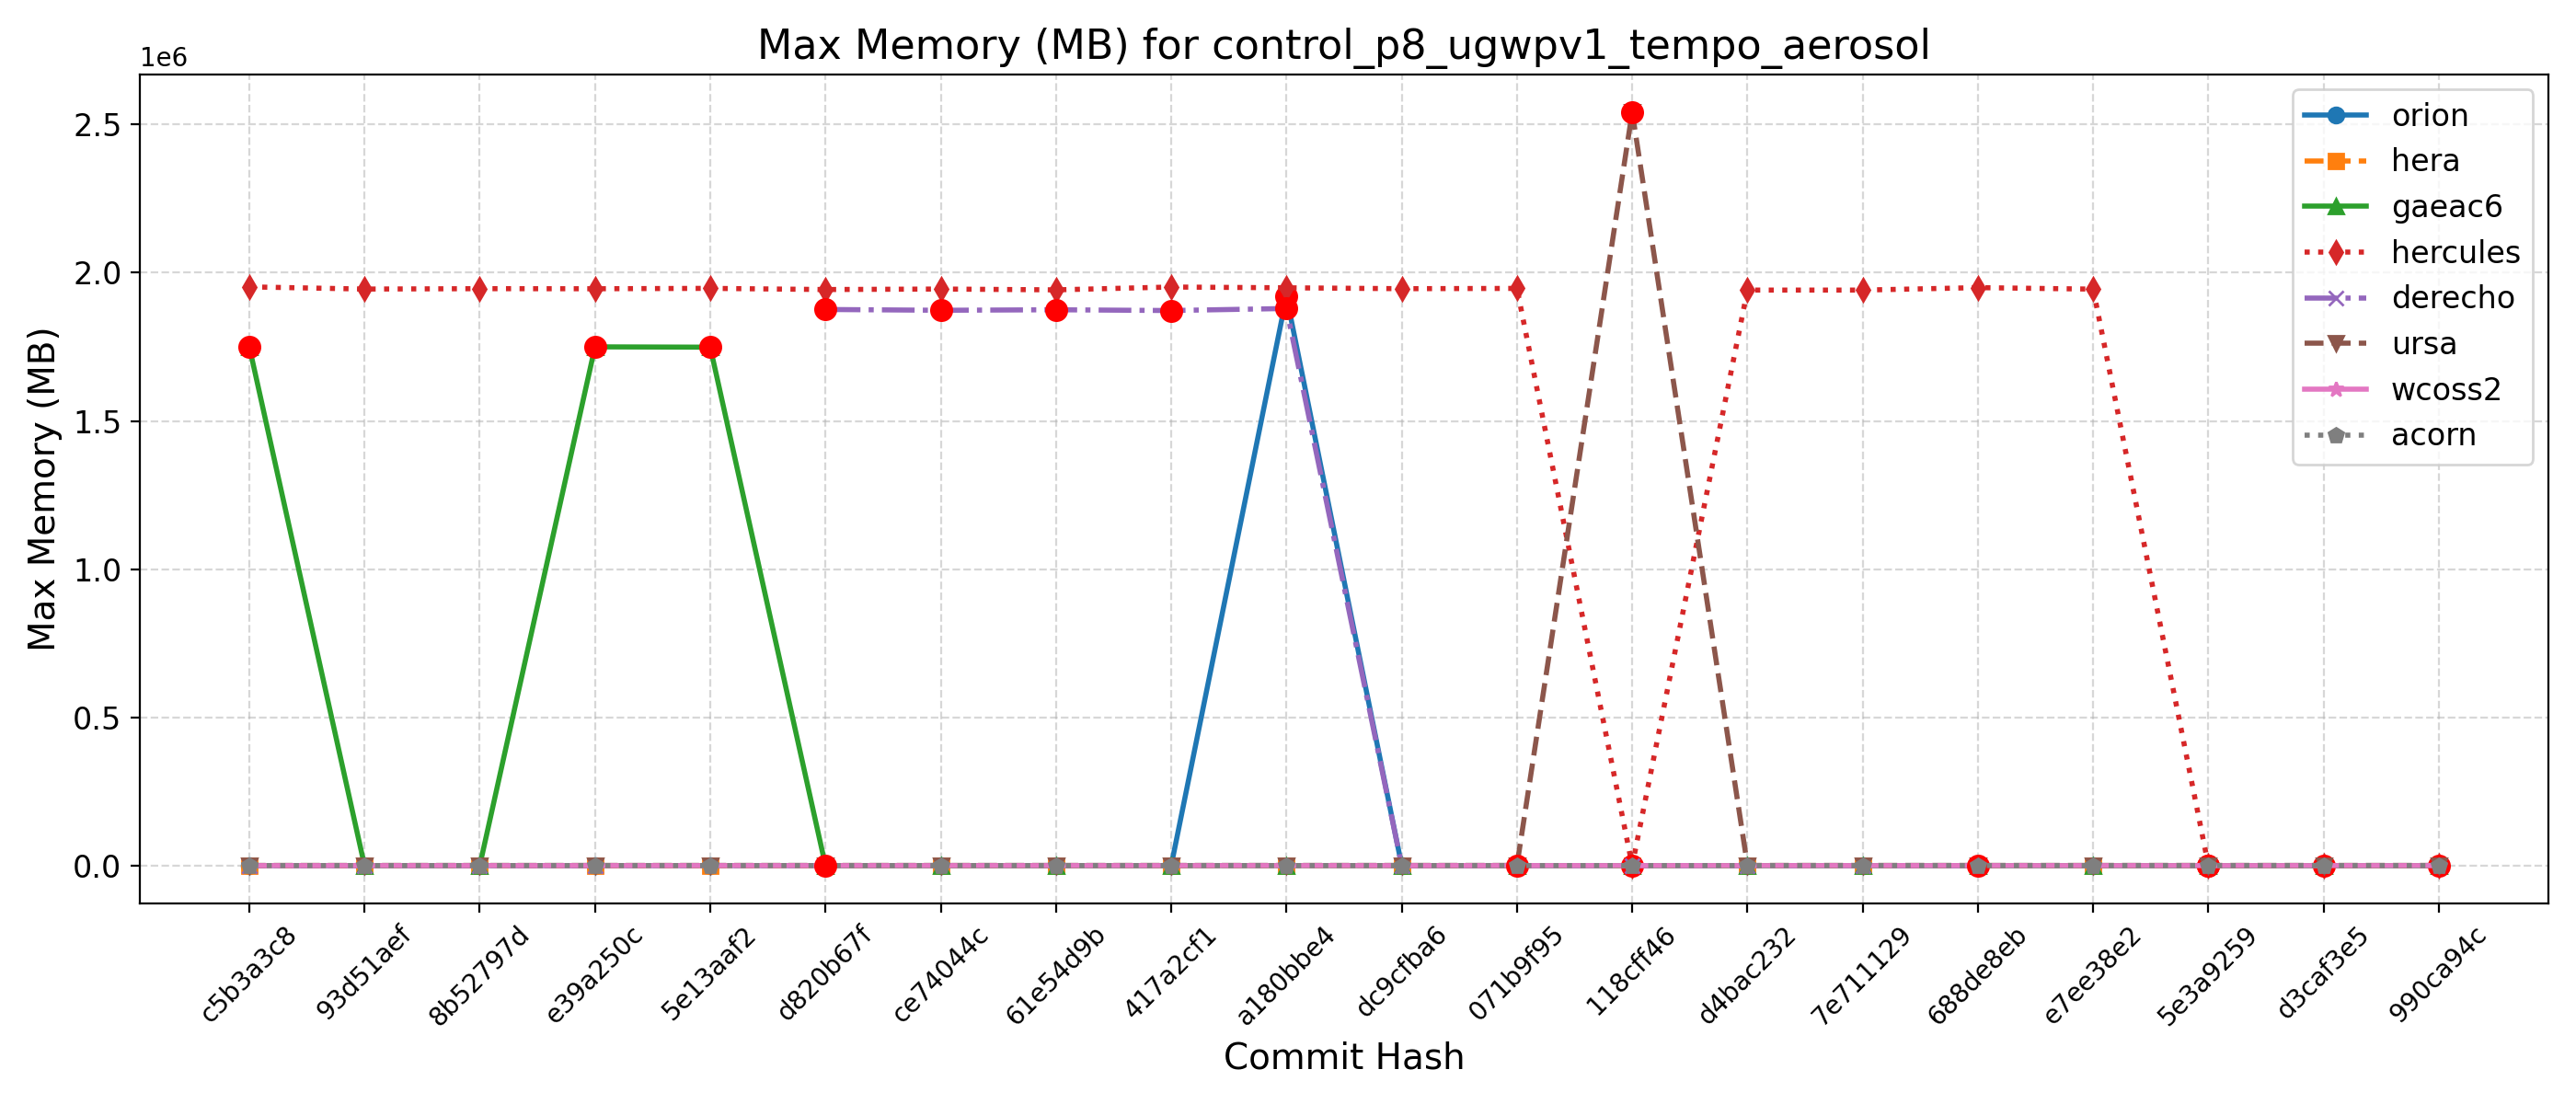 Max Memory (MB) for control_p8_ugwpv1_tempo_aerosol
1e6
2.5
2.0
1.5
1.0
0.5
0.0
Max Memory (MB)
orion
hera
gaeac6
hercules
derecho
ursa
wcoss2
acorn
c5b3a3c8
93d51aef
8b52797d
e39a250c
5e13aaf2
d820b67f
ce74044c
61e54d9b
417a2cf1
a180bbe4
dc9cfba6
071b9f95
118cff46
d4bac232
7e711129
688de8eb
e7ee38e2
5e3a9259
d3caf3e5
990ca94c
Commit Hash